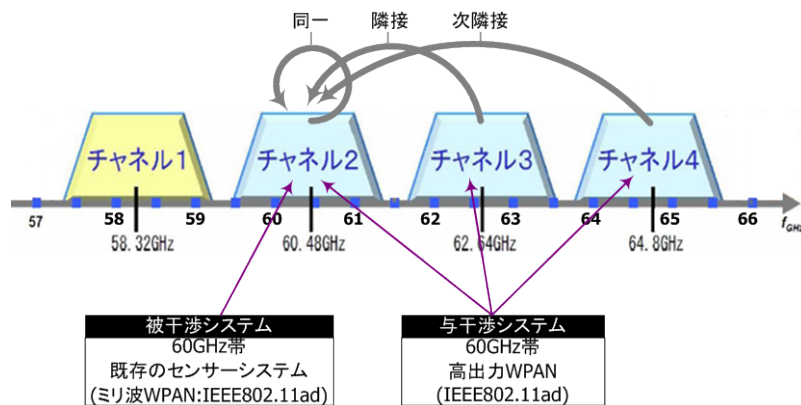 同一
隣接
次隣接
チャネル1
チャネル2
チャネル3
チャネル4
57
58
59
60
61
62
63
64
65
66
fGHz
58.32GHz
60.48GHz
62.64GHz
64.8GHz
被干渉システム
60GHz帯
既存のセンサーシステム
(ミリ波WPAN:IEEE802.11ad)
与干渉システム
60GHz帯
高出力WPAN
(IEEE802.11ad)